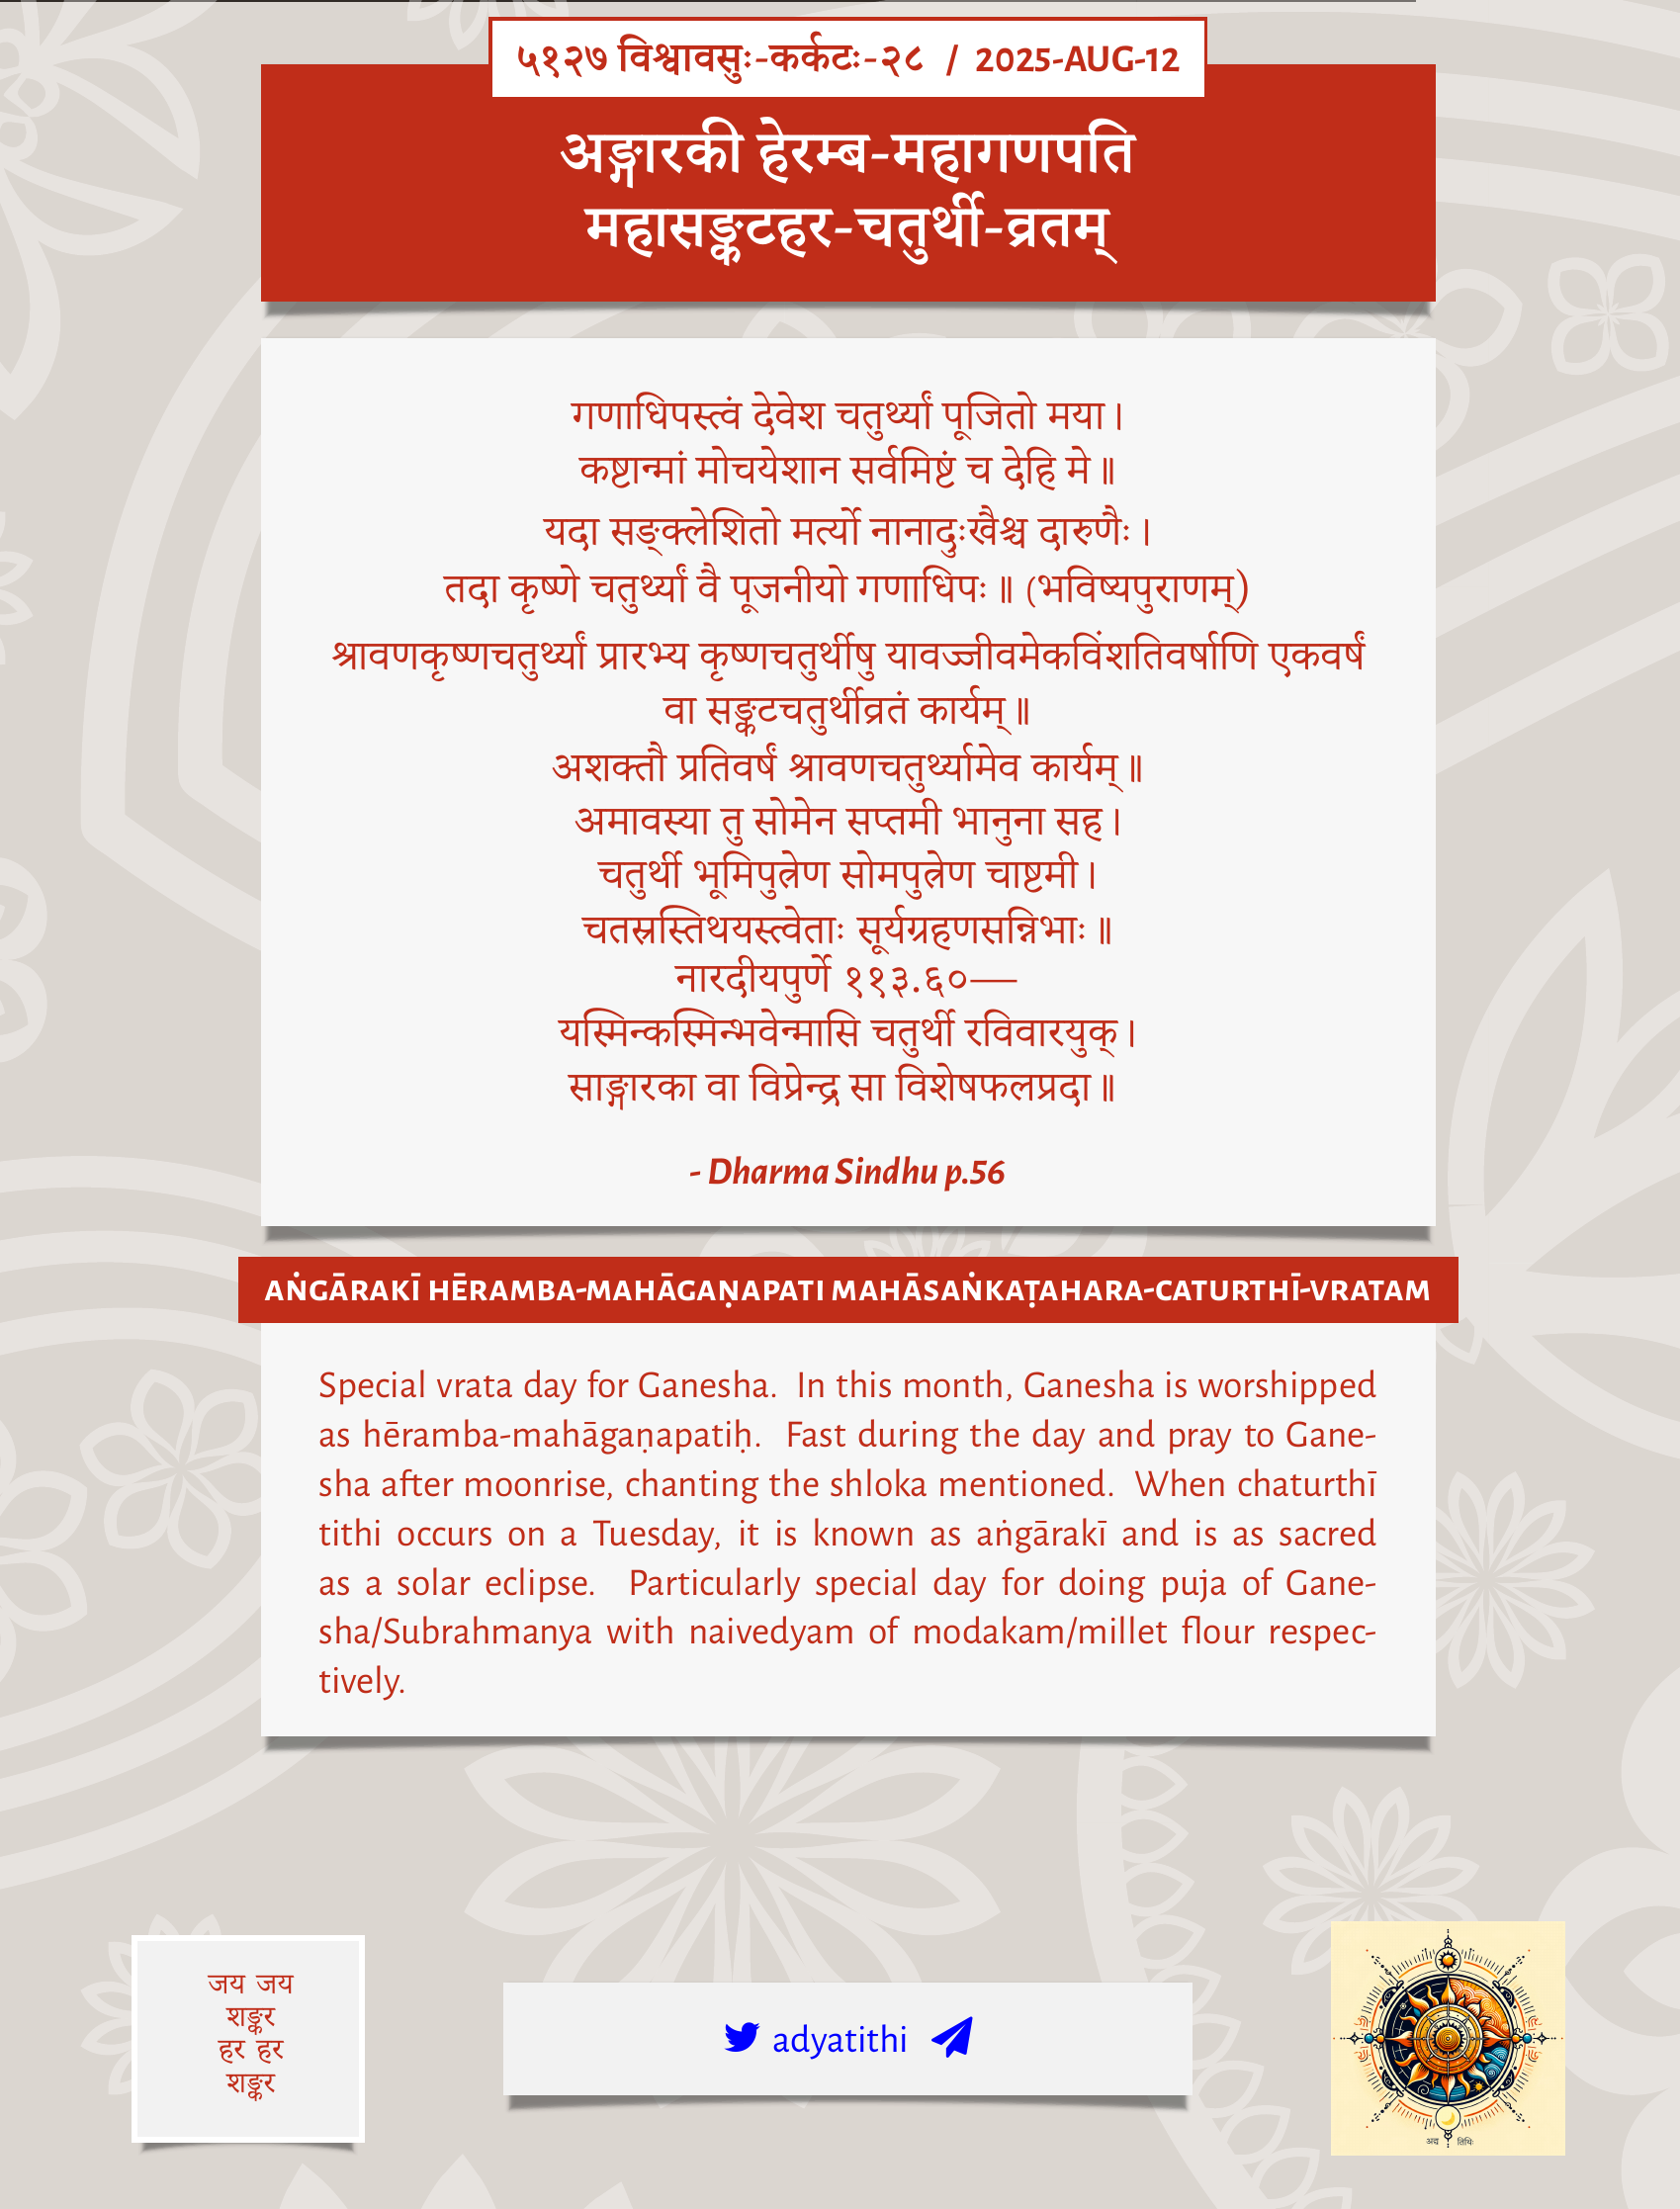 ५१२७ विश्वावसुः-कर्कटः-२८ / 2025-AUG-12
अङ्गारकी हेरम्ब-महागणपति
महासङ्कटहर-चतुर्थी-व्रतम्
गणाधिपस्त्वं देवेश चतुर्थ्यां पूजितो मया।
कष्टान्मां मोचयेशान सर्वमिष्टं च देहि मे॥
यदा सङ्क्लेशितो मर्त्यो नानादुःखैश्च दारुणैः।
तदा कृष्णे चतुर्थ्यां वै पूजनीयो गणाधिपः॥ (भविष्यपुराणम्)
श्रावणकृष्णचतुर्थ्यां प्रारभ्य कृष्णचतुर्थीषु यावज्जीवमेकविंशतिवर्षाणि एकवर्षं
वा सङ्कटचतुर्थीव्रतं कार्यम्॥
अशक्तौ प्रतिवर्षं श्रावणचतुर्थ्यामेव कार्यम्॥
अमावस्या तु सोमेन सप्तमी भानुना सह।
चतुर्थी भूमिपुत्रेण सोमपुत्रेण चाष्टमी।
चतस्रस्तिथयस्त्वेताः सूर्यग्रहणसन्निभाः॥
नारदीयपुर्णे ११३.६०—
यस्मिन्कस्मिन्भवेन्मासि चतुर्थी रविवारयुक्।
साङ्गारका वा विप्रेन्द्र सा विशेषफलप्रदा॥
- Dharma Sindhu p.56
AṄGĀRAKĪ HĒRAMBA-MAHĀGAṆAPATI MAHĀSAṄKAṬAHARA-CATURTHĪ-VRATAM
Special vrata day for Ganesha. In this month, Ganesha is worshipped
as hēramba-mahāgaṇapatiḥ. Fast during the day and pray to Gane-
sha after moonrise, chanting the shloka mentioned. When chaturthī
tithi occurs on a Tuesday, it is known as aṅgārakī and is as sacred
as a solar eclipse. Particularly special day for doing puja of Gane-
sha/Subrahmanya with naivedyam of modakam/millet flour respec-
tively.
जय जय
शङ्कर
हर हर
शङ्कर
adyatithi
अद्य तिथिः